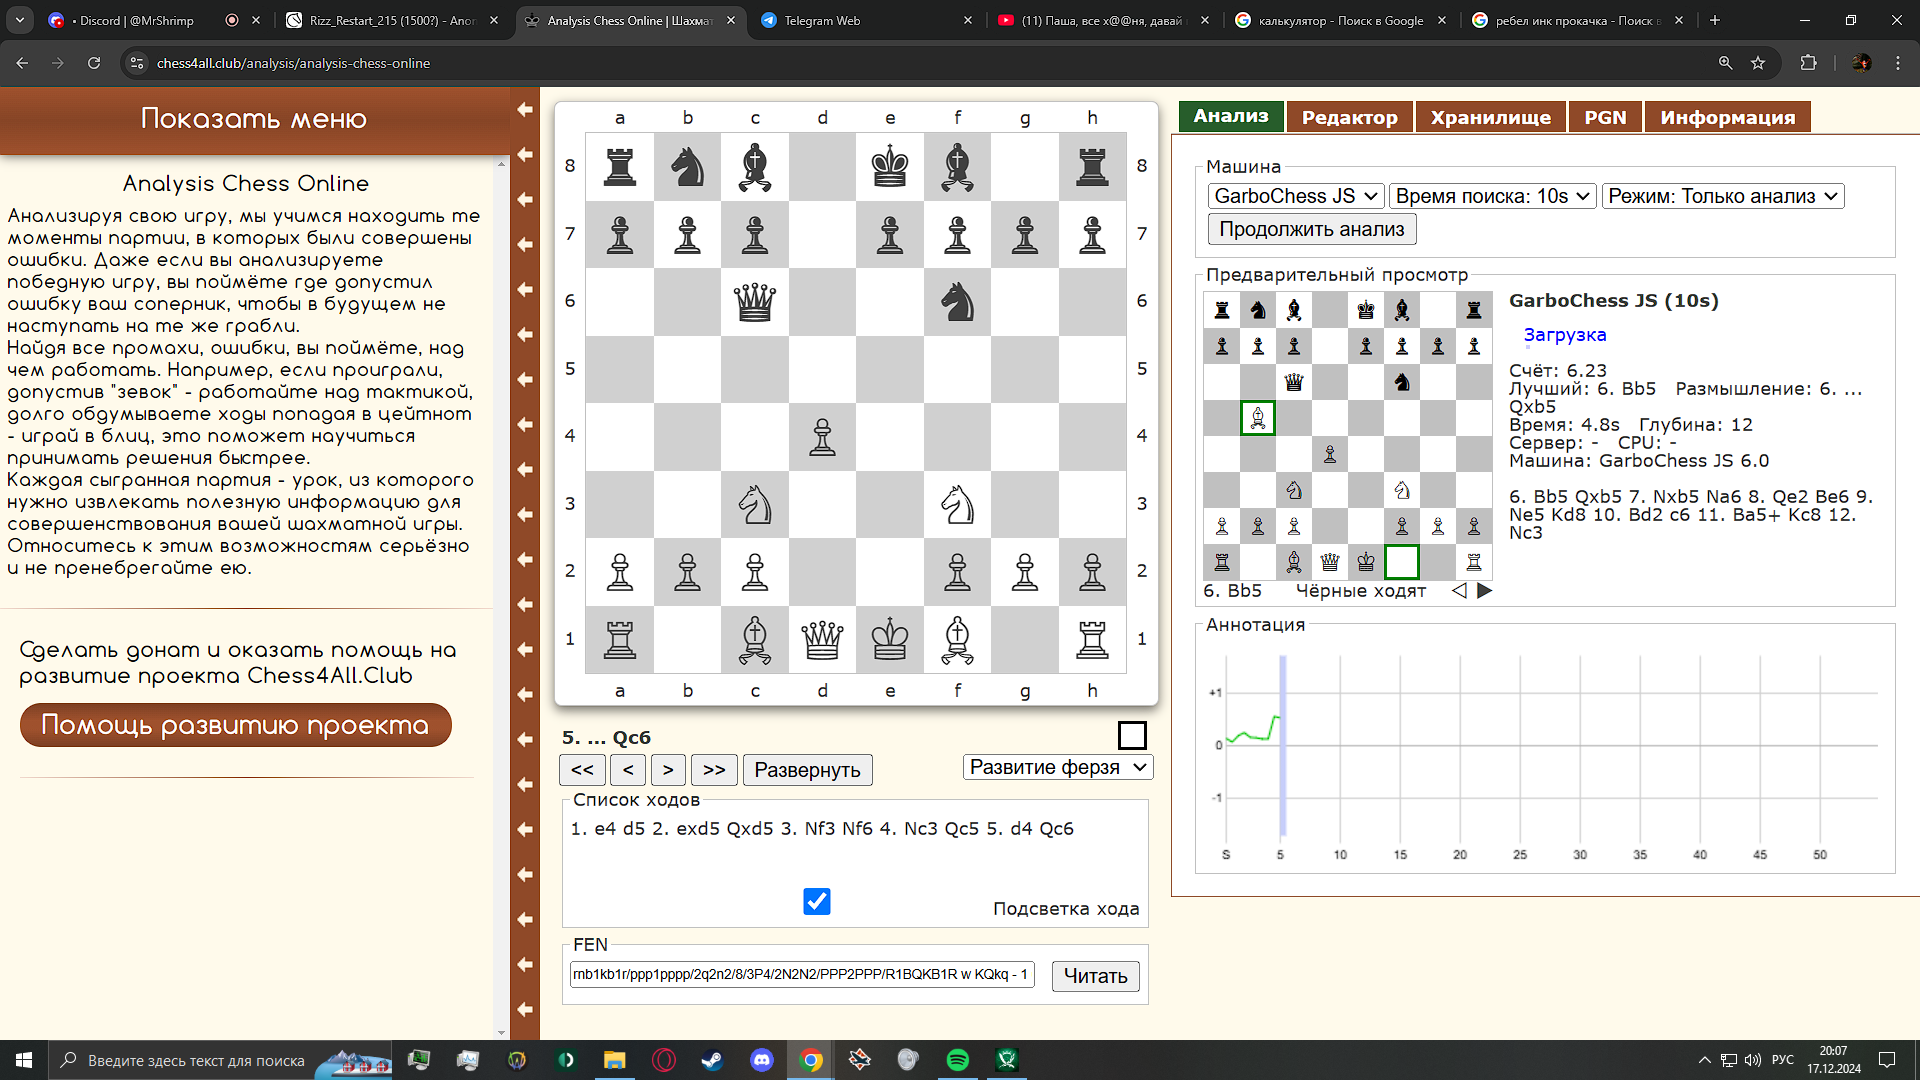 • Discord | @MrShrimp
Rizz_Restart_215 (1500?) - Anon
Analysis Chess Online | Шахмат
Telegram Web
(11) Паша, все х@@ня, давай
калькулятор - Поиск в Google
ребел инк прокачка - Поиск в
chess4all.club/analysis/analysis-chess-online
Показать меню
Analysis Chess Online
Анализируя свою игру, мы учимся находить те
моменты партии, в которых были совершены
ошибки. Даже если вы анализируете
победную игру, вы поймёте где допустил
ошибку ваш соперник, чтобы в будущем не
наступать на те же грабли.
Найдя все промахи, ошибки, вы поймёте, над
чем работать. Например, если проиграли,
допустив "зевок" - работайте над тактикой,
долго обдумываете ходы попадая в цейтнот
- играй в блиц, это поможет научиться
принимать решения быстрее.
Каждая сыгранная партия - урок, из которого
нужно извлекать полезную информацию для
совершенствования вашей шахматной игры.
Относитесь к этим возможностям серьёзно
и не пренебрегайте ею.
Сделать донат и оказать помощь на
развитие проекта Chess4All.Club
Помощь развитию проекта
a b c d e f g h
8 8
7 7
6 6
5 5
4 4
3 3
2 2
1 1
a b c d e f g h
5. ... Qc6
<< < > >> Развернуть
Развитие ферзя
Список ходов
1. e4 d5 2. exd5 Qxd5 3. Nf3 Nf6 4. Nc3 Qc5 5. d4 Qc6
Подсветка хода
FEN
rnb1kb1r/ppp1pppp/2q2n2/8/3P4/2N2N2/PPP2PPP/R1BQKB1R w KQkq - 1
Читать
Анализ Редактор Хранилище PGN Информация
Машина
GarboChess JS Время поиска: 10s Режим: Только анализ
Продолжить анализ
Предварительный просмотр
GarboChess JS (10s)
Загрузка
Счёт: 6.23
Лучший: 6. Bb5 Размышление: 6. ...
Qxb5
Время: 4.8s Глубина: 12
Сервер: - CPU: -
Машина: GarboChess JS 6.0
6. Bb5 Qxb5 7. Nxb5 Na6 8. Qe2 Be6 9.
Ne5 Kd8 10. Bd2 c6 11. Ba5+ Kc8 12.
Nc3
6. Bb5 Чёрные ходят
Аннотация
+1
0
-1
S 5 10 15 20 25 30 35 40 45 50
Введите здесь текст для поиска
РУС
20:07
17.12.2024